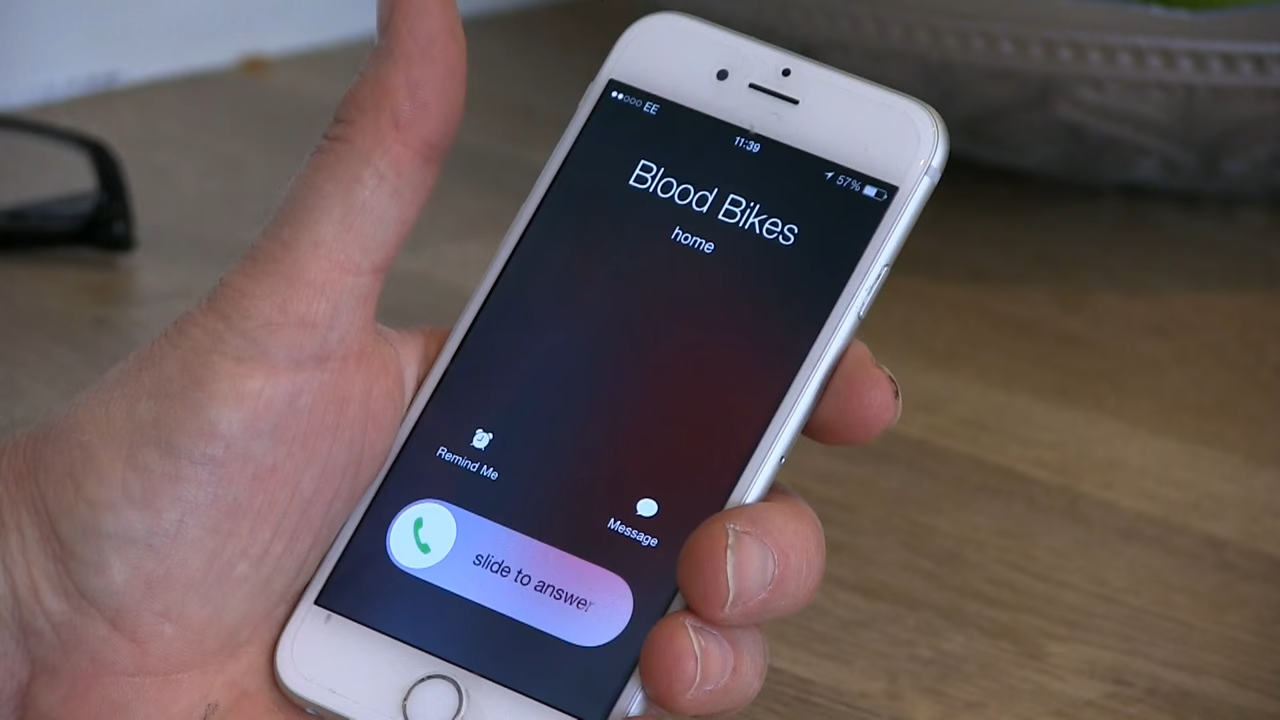 EE
11:39
57%
Blood Bikes
home
Remind Me
Message
slide to answer